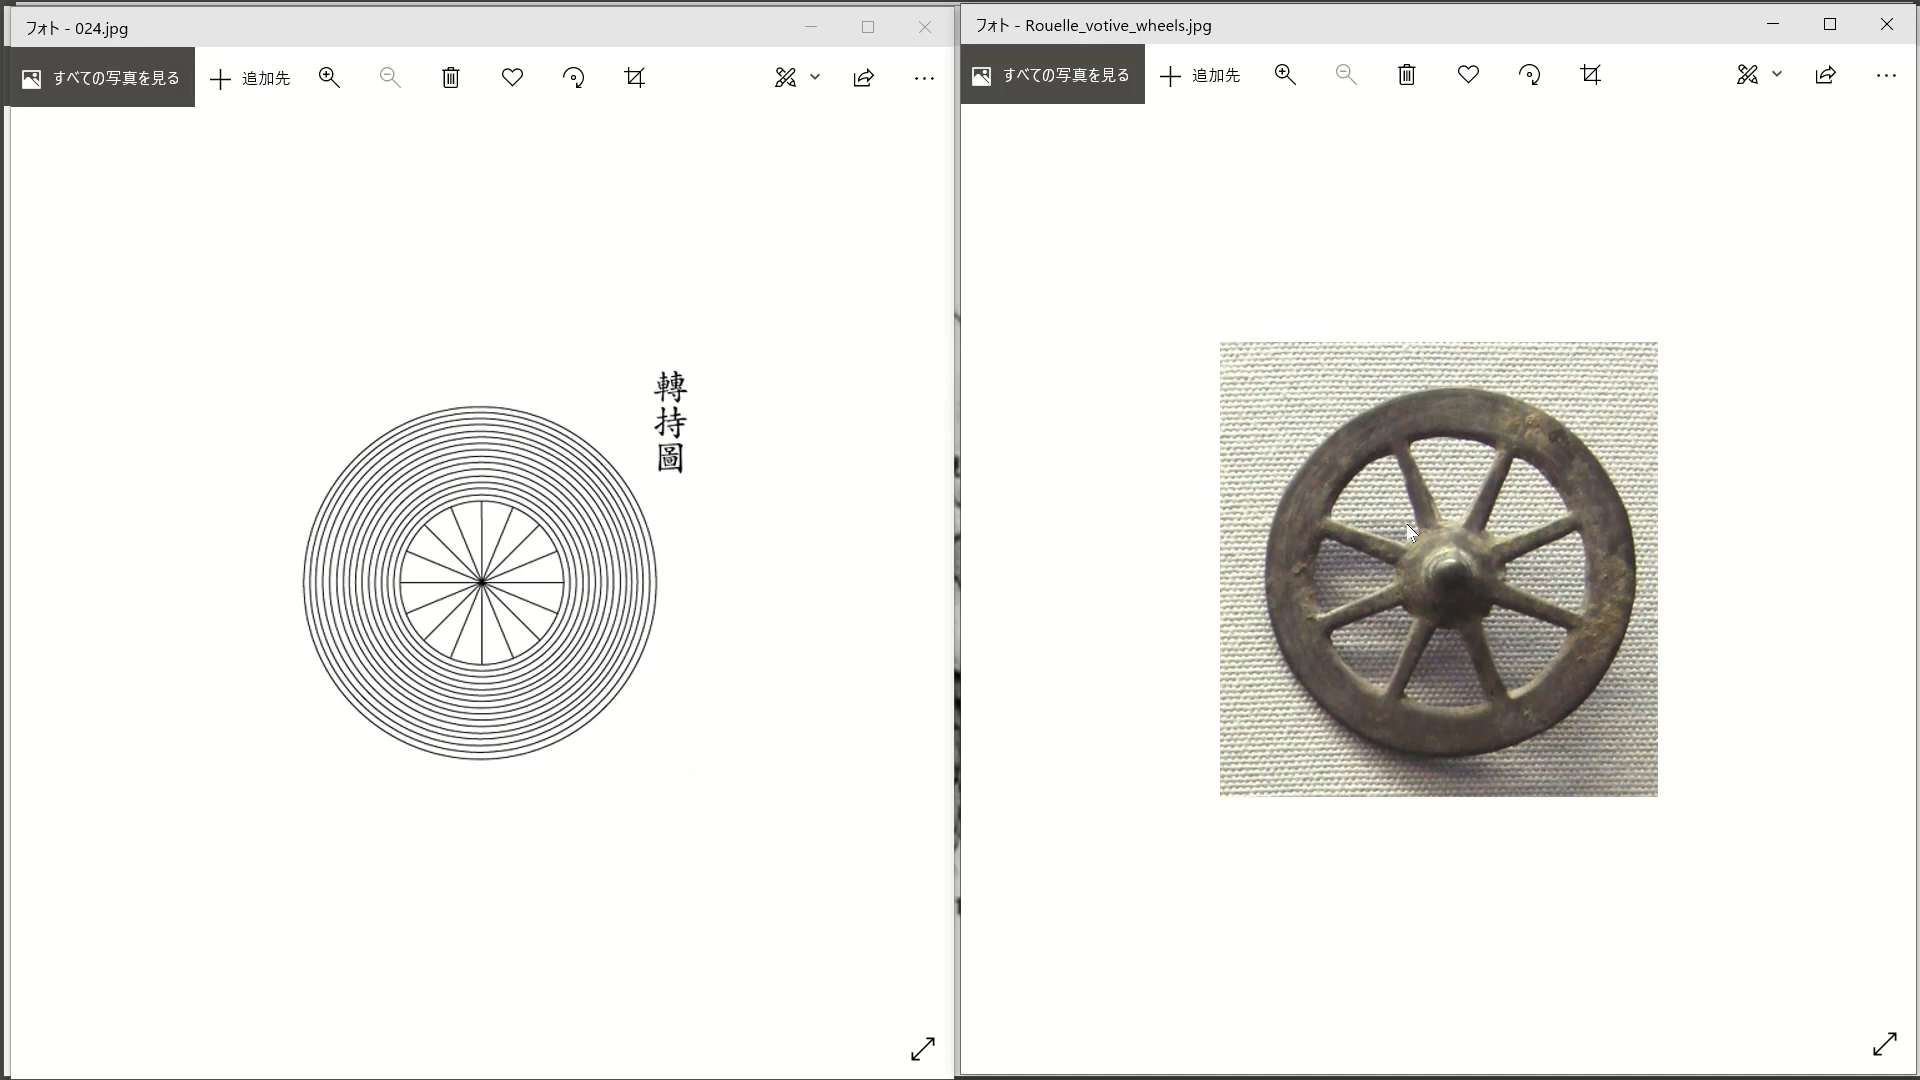 フォト - 024.jpg
すべての写真を見る
追加先
轉持圖
フォト - Rouelle_votive_wheels.jpg
すべての写真を見る
追加先